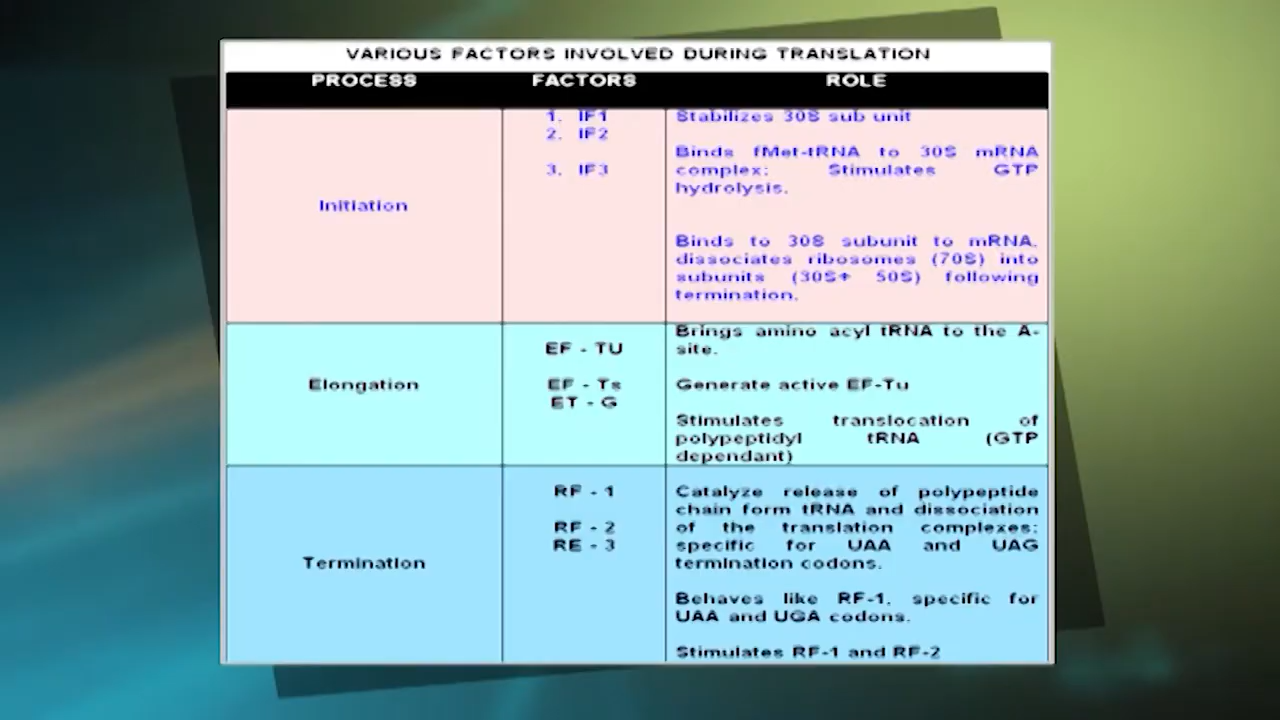 VARIOUS FACTORS INVOLVED DURING TRANSLATION
PROCESS FACTORS ROLE
Initiation
1. IF1
2. IF2
3. IF3
Stabilizes 30S sub unit
Binds fMet-tRNA to 30S mRNA
complex; Stimulates GTP
hydrolysis.
Binds to 30S subunit to mRNA,
dissociates ribosomes (70S) into
subunits (30S+ 50S) following
termination.
Elongation
EF - TU
EF - Ts
ET - G
Brings amino acyl tRNA to the A-
site.
Generate active EF-Tu
Stimulates translocation of
polypeptidyl tRNA (GTP
dependant)
Termination
RF - 1
RF - 2
RE - 3
Catalyze release of polypeptide
chain form tRNA and dissociation
of the translation complexes;
specific for UAA and UAG
termination codons.
Behaves like RF-1, specific for
UAA and UGA codons.
Stimulates RF-1 and RF-2